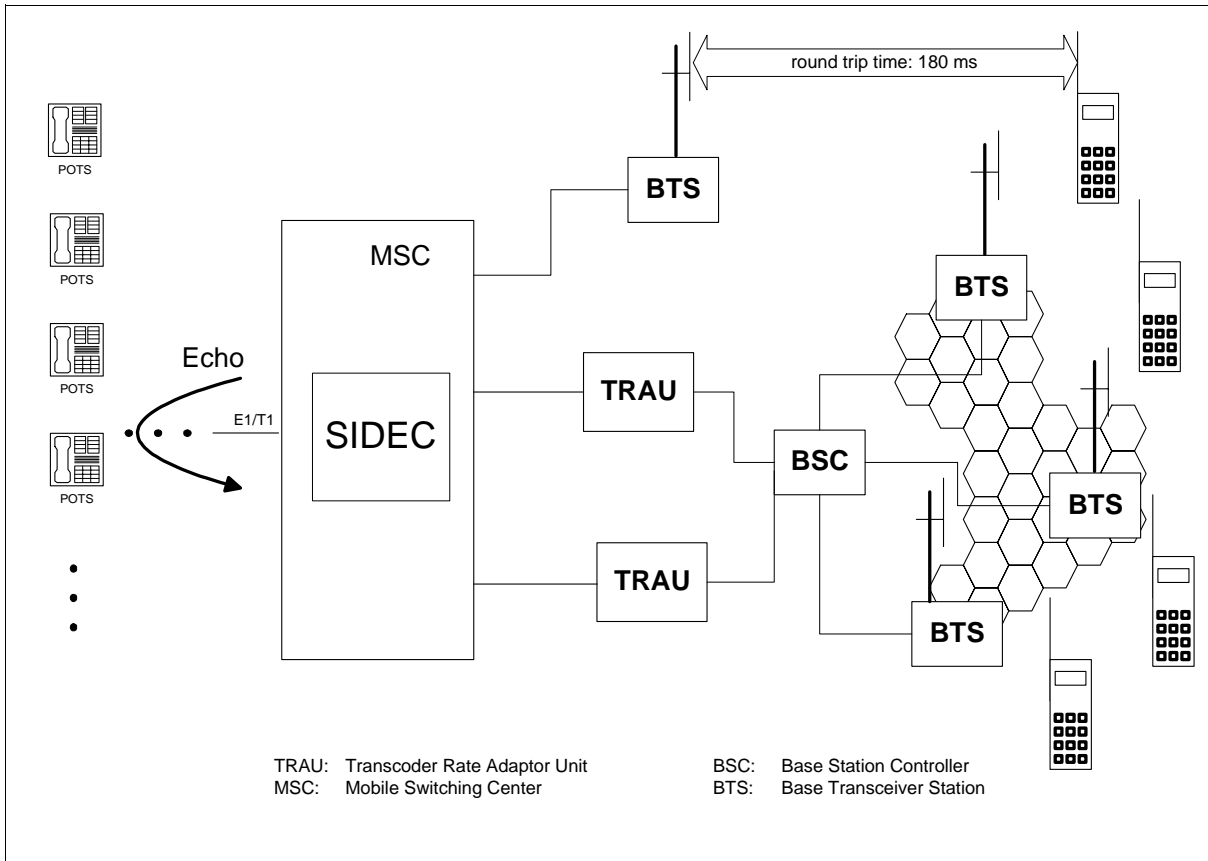 round trip time: 180 ms
POTS
BTS
POTS
MSC
BTS
POTS
Echo
TRAU
E1/T1
SIDEC
BSC
BTS
POTS
TRAU
BTS
TRAU: Transcoder Rate Adaptor Unit
MSC: Mobile Switching Center
BSC: Base Station Controller
BTS: Base Transceiver Station